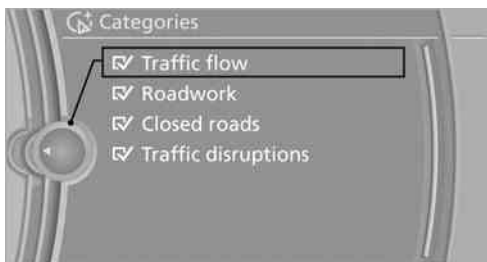 Categories
Traffic flow
Roadwork
Closed roads
Traffic disruptions